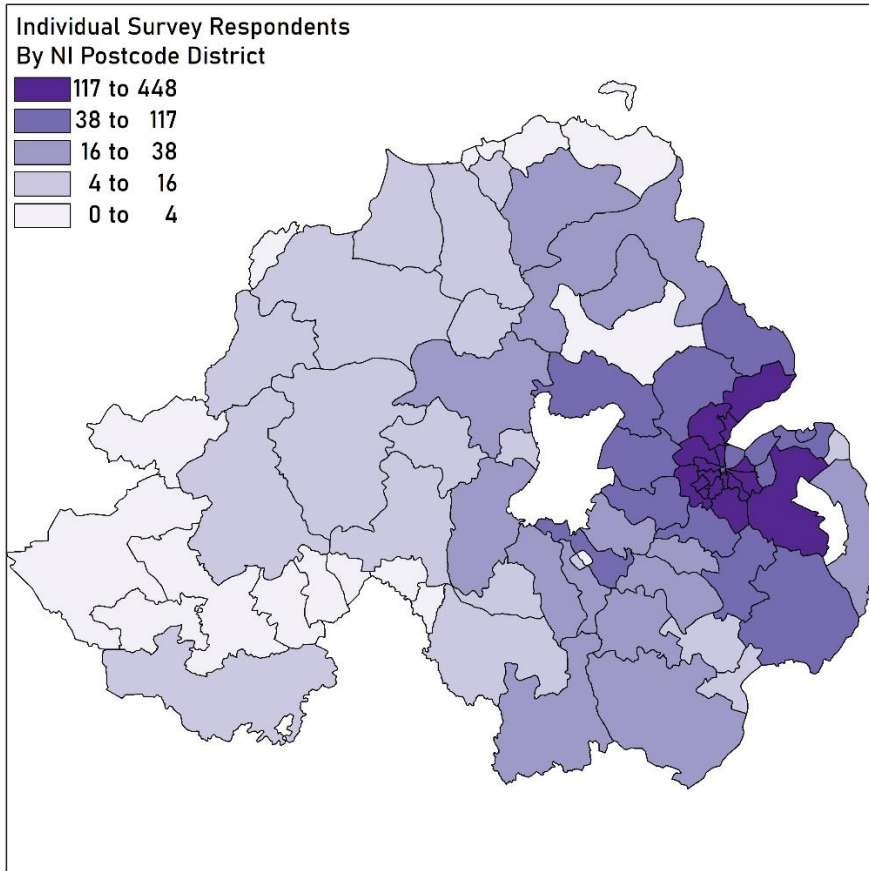 Individual Survey Respondents
By NI Postcode District
117 to 448
38 to 117
16 to 38
4 to 16
0 to 4